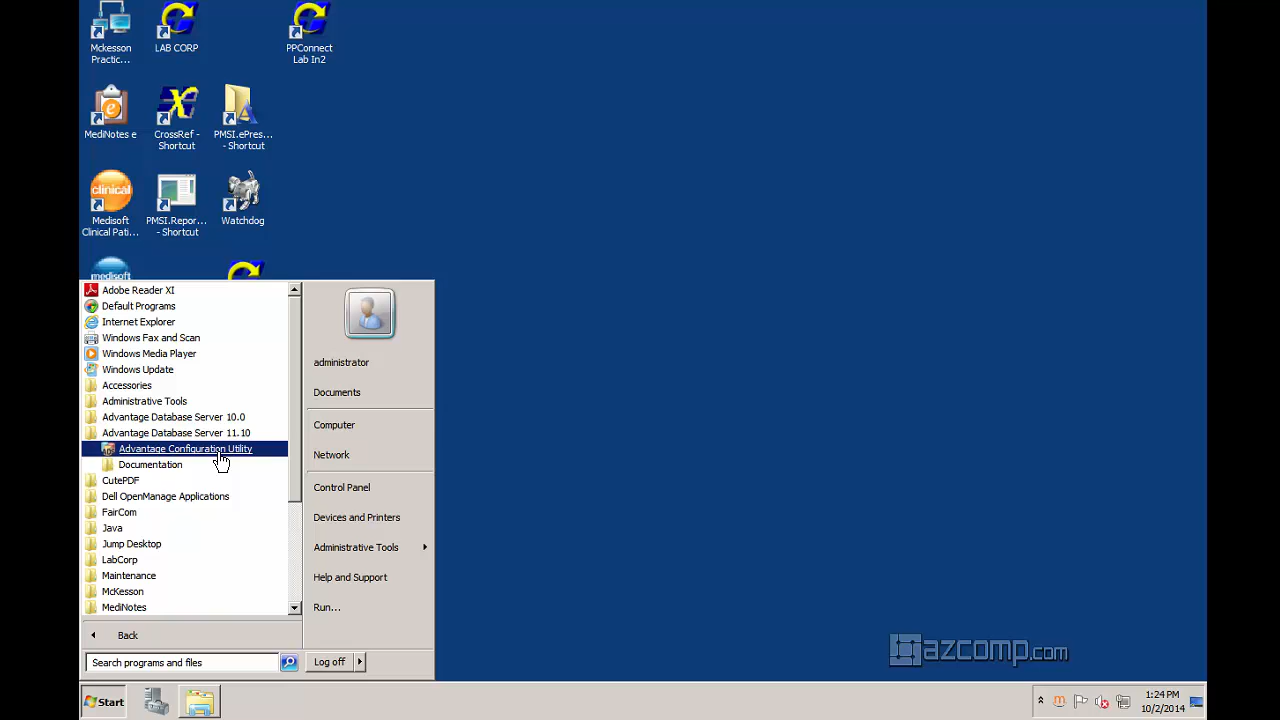 Mckesson
Practic...
LAB CORP
PPConnect
Lab In2
MediNotes e
CrossRef -
Shortcut
PMSI.ePres...
- Shortcut
clinical
Medisoft
Clinical Pati...
PMSI.Repor...
- Shortcut
Watchdog
medisoft
Adobe Reader XI
Default Programs
Internet Explorer
Windows Fax and Scan
Windows Media Player
Windows Update
Accessories
Administrative Tools
Advantage Database Server 10.0
Advantage Database Server 11.10
Advantage Configuration Utility
Documentation
CutePDF
Dell OpenManage Applications
FairCom
Java
Jump Desktop
LabCorp
Maintenance
McKesson
MediNotes
Back
Search programs and files
administrator
Documents
Computer
Network
Control Panel
Devices and Printers
Administrative Tools
Help and Support
Run...
Log off
azcomp.com
Start
1:24 PM
10/2/2014